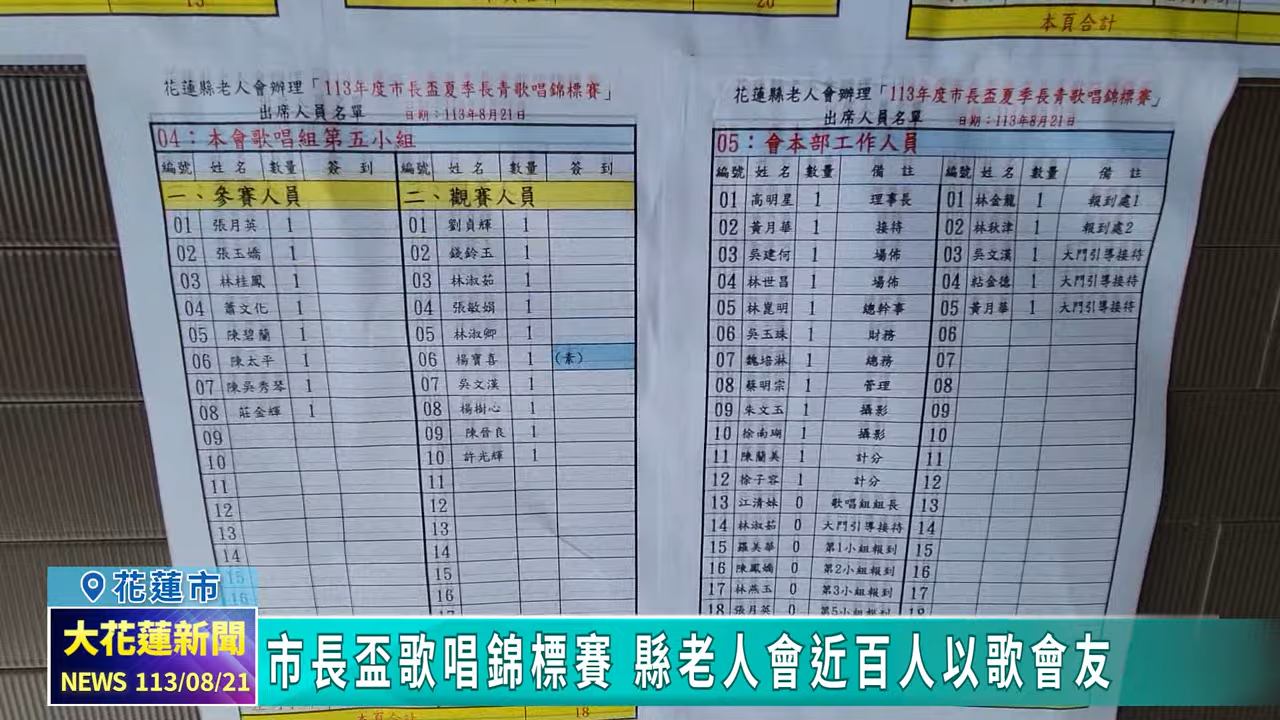 15
20
本頁合計
花蓮縣老人會辦理「113年度市長盃夏季長青歌唱錦標賽」
出席人員名單 日期：113年8月21日
04：本會歌唱組第五小組
編號 姓名 數量 簽到 編號 姓名 數量 簽到
一、參賽人員 二、觀賽人員
01 張月英 1 01 劉貞輝 1
02 張玉嬌 1 02 錢鈴玉 1
03 林桂鳳 1 03 林淑茹 1
04 蕭文化 1 04 張敏娟 1
05 陳碧蘭 1 05 林淑卿 1
06 陳太平 1 06 楊寶喜 1 (素)
07 陳吳秀琴 1 07 吳文漢 1
08 莊金輝 1 08 楊樹心 1
09 09 陳晉良 1
10 10 許光輝 1
11 11
12 12
13 13
14 14
15 15
16 16
花蓮縣老人會辦理「113年度市長盃夏季長青歌唱錦標賽」
出席人員名單 日期：113年8月21日
05：會本部工作人員
編號 姓名 數量 備註 編號 姓名 數量 備註
01 高明星 1 理事長 01 林金龍 1 報到處1
02 黃月華 1 接待 02 林秋津 1 報到處2
03 吳建何 1 場佈 03 吳文漢 1 大門引導接待
04 林世昌 1 場佈 04 粘金德 1 大門引導接待
05 林崑明 1 總幹事 05 黃月華 1 大門引導接待
06 吳玉珠 1 財務 06
07 魏培淋 1 總務 07
08 蔡明宗 1 管理 08
09 朱文玉 1 攝影 09
10 徐南瑚 1 攝影 10
11 陳蘭美 1 計分 11
12 徐子容 1 計分 12
13 江清妹 0 歌唱組組長 13
14 林淑茹 0 大門引導接待 14
15 羅美華 0 第1小組報到 15
16 陳鳳嬌 0 第2小組報到 16
17 林燕玉 0 第3小組報到 17
18 張月英 0 第5小組報到 18
花蓮市
大花蓮新聞
NEWS 113/08/21
市長盃歌唱錦標賽 縣老人會近百人以歌會友
本頁合計 18